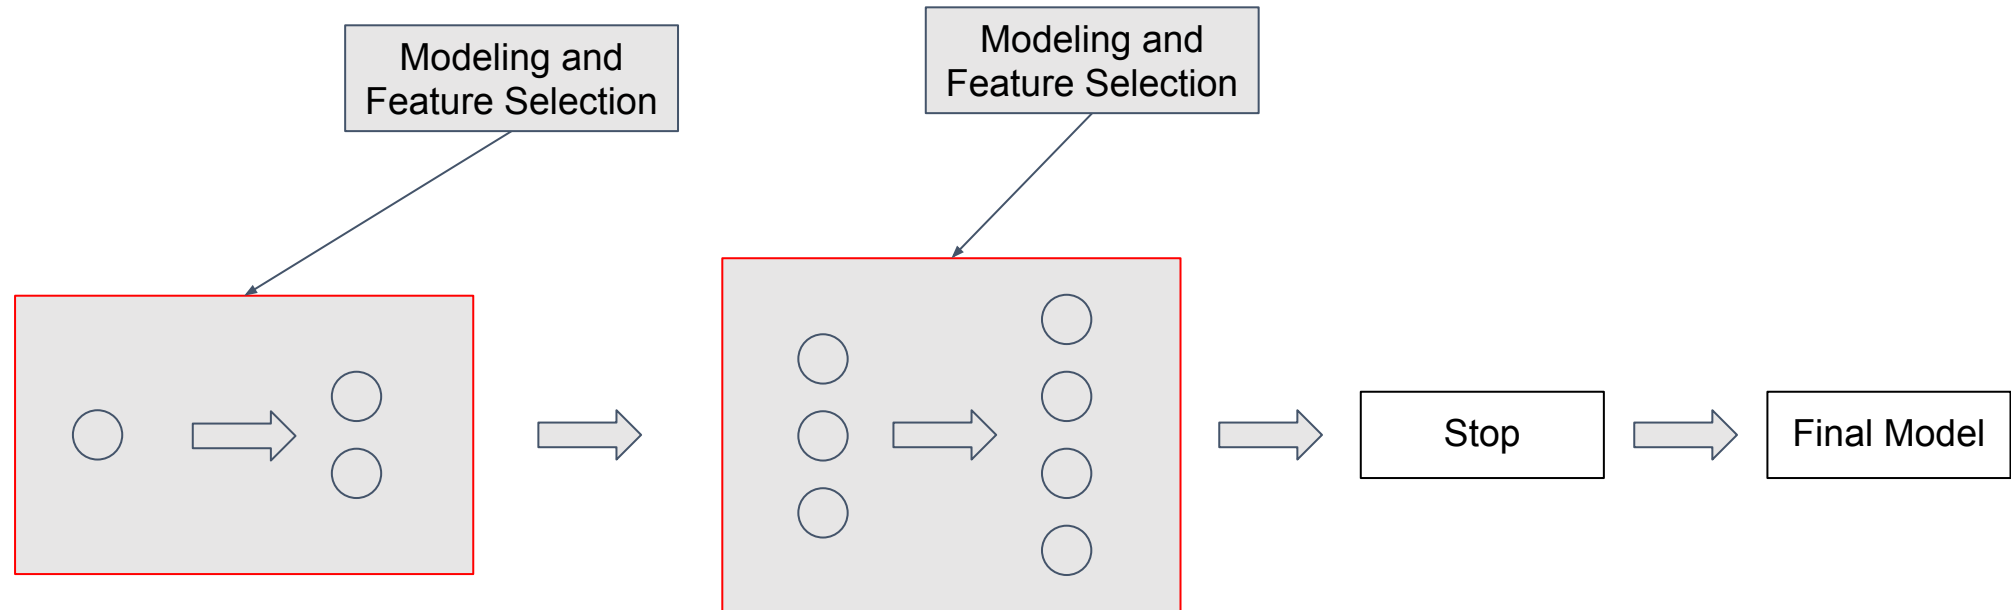 Modeling and
Feature Selection
Modeling and
Feature Selection
Stop
Final Model